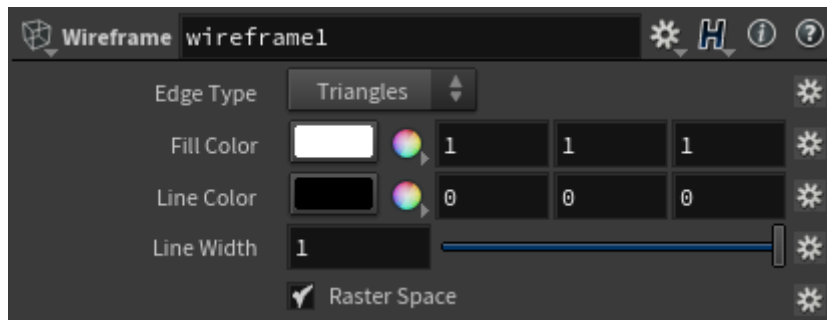 Wireframe wireframe1
Edge Type Triangles
Fill Color 1 1 1
Line Color 0 0 0
Line Width 1
Raster Space